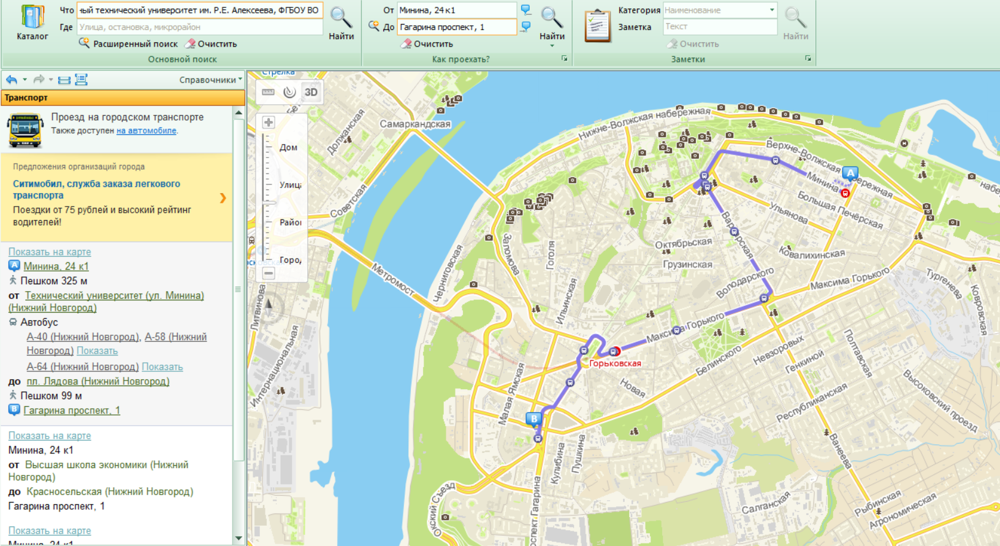 Каталог
Что
ный технический университет им. Р.Е. Алексеева, ФГБОУ ВО
Где
Улица, остановка, микрорайон
Расширенный поиск
Очистить
Найти
Основной поиск
От
Минина, 24 к1
До
Гагарина проспект, 1
Очистить
Найти
Как проехать?
Категория
Наименование
Заметка
Текст
Очистить
Найти
Заметки
Справочники
Транспорт
Проезд на городском транспорте
Также доступен на автомобиле.
Предложения организаций города
Ситимобил, служба заказа легкового
транспорта
Поездки от 75 рублей и высокий рейтинг
водителей!
Показать на карте
A Минина, 24 к1
Пешком 325 м
от Технический университет (ул. Минина)
(Нижний Новгород)
Автобус
А-40 (Нижний Новгород), А-58 (Нижний
Новгород) Показать
А-64 (Нижний Новгород) Показать
до пл. Лядова (Нижний Новгород)
Пешком 99 м
B Гагарина проспект, 1
Показать на карте
Минина, 24 к1
от Высшая школа экономики (Нижний
Новгород)
до Красносельская (Нижний Новгород)
Гагарина проспект, 1
Показать на карте
Минина, 24 к1
3D
Дом
Улица
Район
Город
Стрелка
Самаркандская
Должанская
Советская
Нижне-Волжская набережная
Верхне-Волжская набережная
Минина
A
Большая Печёрская
Ульянова
Варварская
Октябрьская
Грузинская
Ковалихинская
Володарского
Максима Горького
Тургенева
Ковровская
Заломова
Гоголя
Черниговская
Метромост
Ильинская
Литвинова
Интернациональная
Максима Горького
Горьковская
Белинского
Невзоровых
Генкиной
Полтавская
Высоковский проезд
Республиканская
Новая
Малая Ямская
B
Кулибина
Пушкина
Ванеева
Окский Съезд
проспект Гагарина
Салганская
Рыбинская
Агрономическая